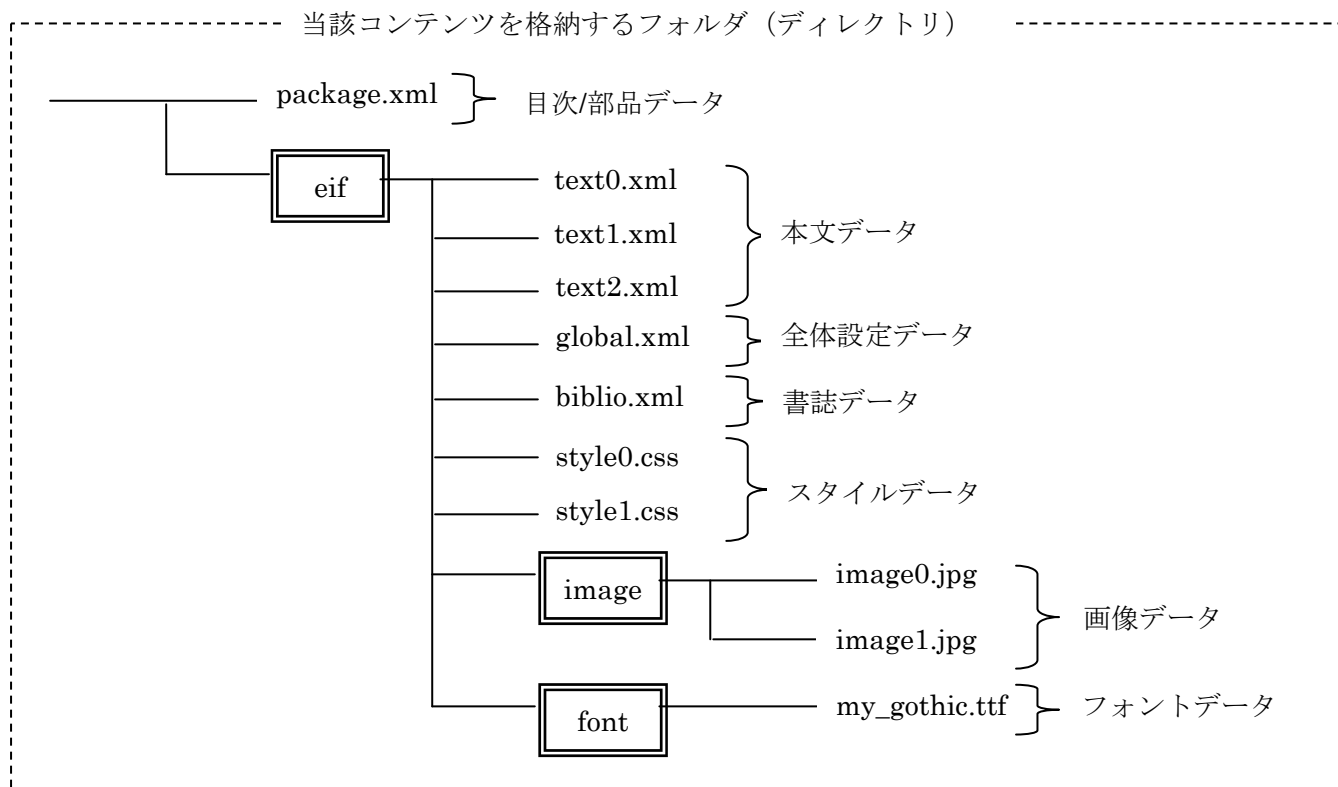 当該コンテンツを格納するフォルダ(ディレクトリ)
package.xml 目次/部品データ
eif
text0.xml
text1.xml 本文データ
text2.xml
global.xml 全体設定データ
biblio.xml 書誌データ
style0.css
スタイルデータ
style1.css
image
image0.jpg
画像データ
image1.jpg
font
my_gothic.ttf フォントデータ